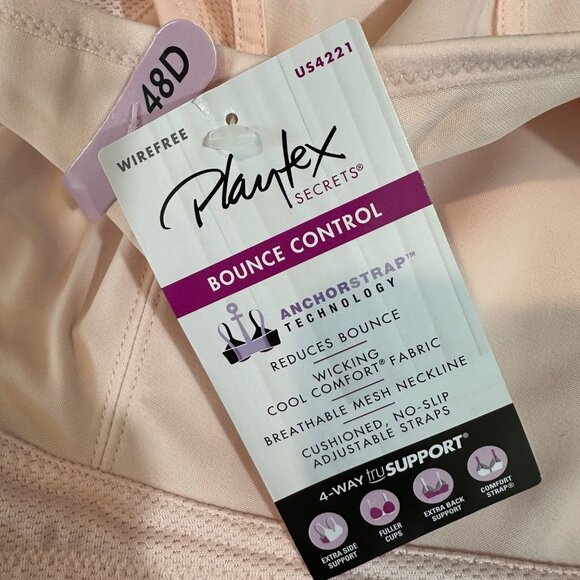 48D
US4221
WIREFREE
Playtex
SECRETS®
BOUNCE CONTROL
ANCHORSTRAP™
TECHNOLOGY
REDUCES BOUNCE
WICKING
COOL COMFORT® FABRIC
BREATHABLE MESH NECKLINE
CUSHIONED, NO-SLIP
ADJUSTABLE STRAPS
4-WAY truSUPPORT®
EXTRA SIDE
SUPPORT
FULLER
CUPS
EXTRA BACK
SUPPORT
COMFORT
STRAP®